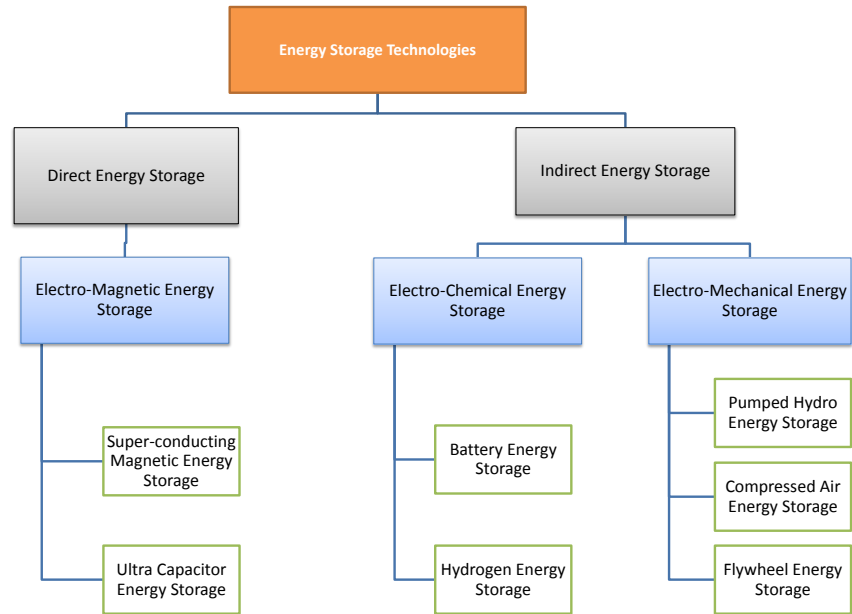 Energy Storage Technologies
Direct Energy Storage
Indirect Energy Storage
Electro-Magnetic Energy
Storage
Electro-Chemical Energy
Storage
Electro-Mechanical Energy
Storage
Super-conducting
Magnetic Energy
Storage
Ultra Capacitor
Energy Storage
Battery Energy
Storage
Hydrogen Energy
Storage
Pumped Hydro
Energy Storage
Compressed Air
Energy Storage
Flywheel Energy
Storage